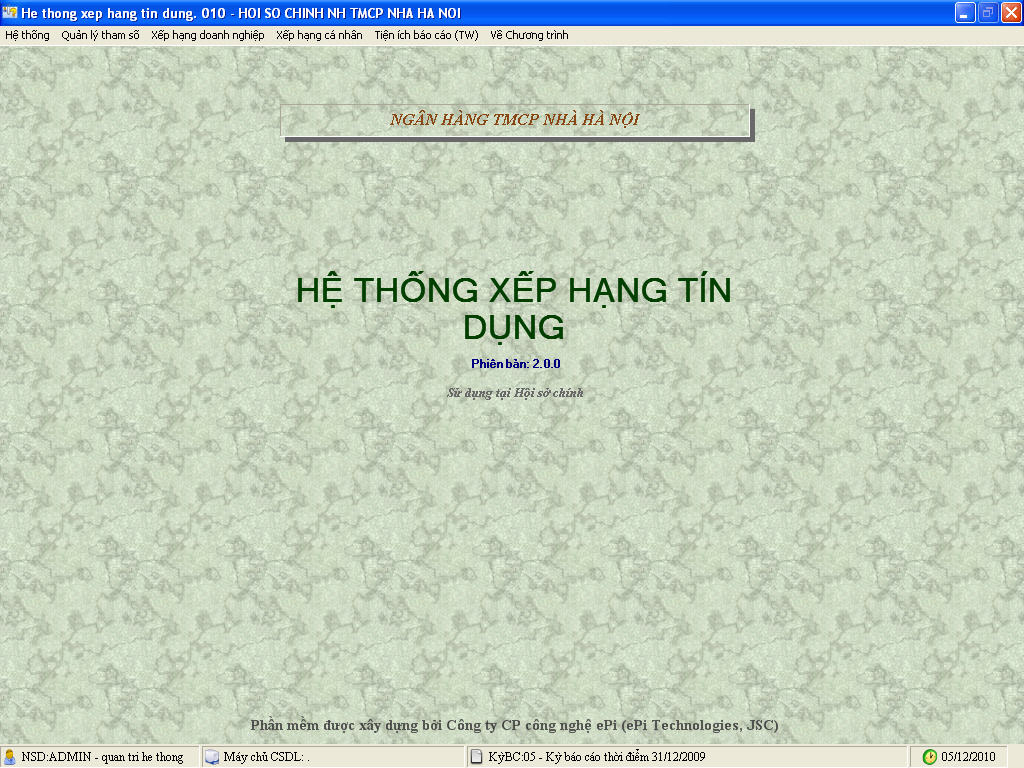 He thong xep hang tin dung. 010 - HOI SO CHINH NH TMCP NHA HA NOI
Hệ thống Quản lý tham số Xếp hạng doanh nghiệp Xếp hạng cá nhân Tiện ích báo cáo (TW) Về Chương trình
NGÂN HÀNG TMCP NHÀ HÀ NỘI
HỆ THỐNG XẾP HẠNG TÍN
DỤNG
Phiên bản: 2.0.0
Sử dụng tại Hội sở chính
Phần mềm được xây dựng bởi Công ty CP công nghệ ePi (ePi Technologies, JSC)
NSD:ADMIN - quan tri he thong Máy chủ CSDL: . KỳBC:05 - Kỳ báo cáo thời điểm 31/12/2009 05/12/2010